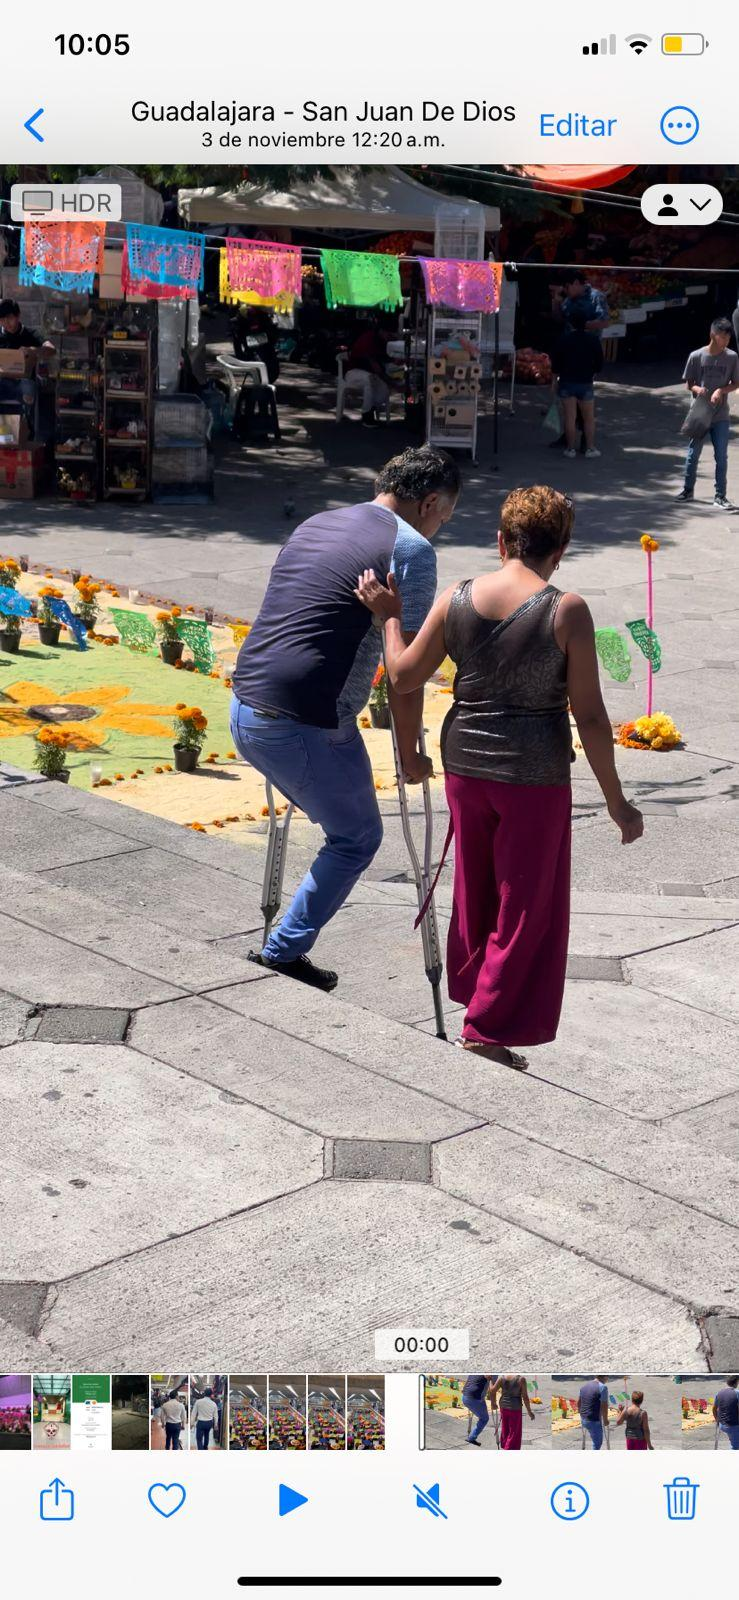 10:05
Guadalajara - San Juan De Dios
3 de noviembre 12:20 a.m.
Editar
HDR
00:00